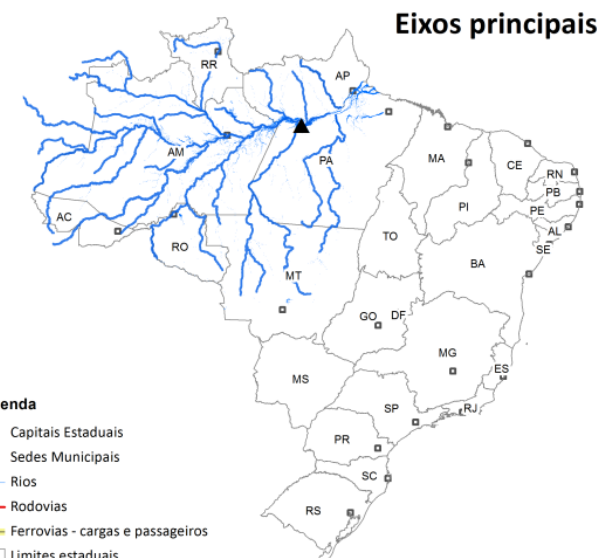 Eixos principais
RR
AP
AM
PA
MA
CE
RN
PB
PE
PI
AL
SE
AC
RO
TO
BA
MT
GO
DF
MG
ES
MS
SP
RJ
PR
SC
RS
enda
Capitais Estaduais
Sedes Municipais
Rios
Rodovias
Ferrovias - cargas e passageiros
Limites estaduais